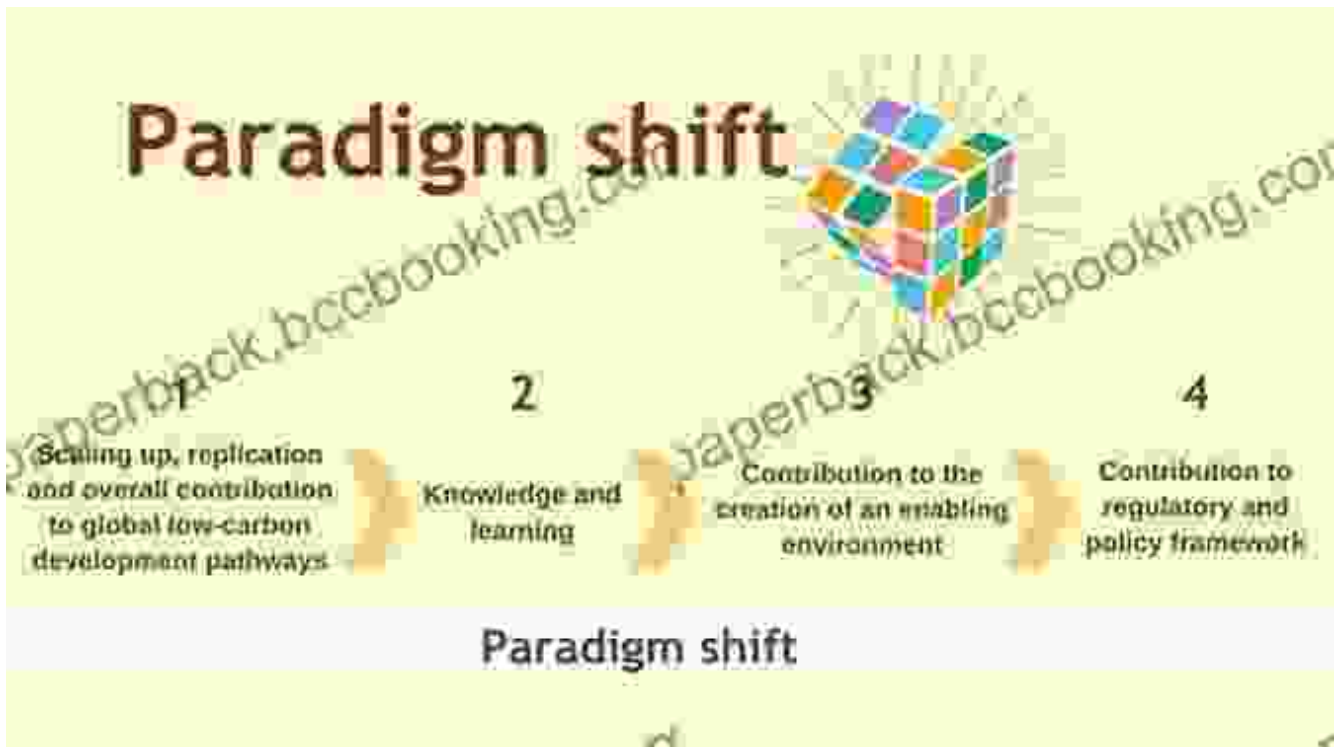 Paradigm shift
paperback.bccbooking.com
paperback.bccbooking.com
1
2
3
4
Scaling up, replication
and overall contribution
to global low-carbon
development pathways
Knowledge and
learning
Contribution to the
creation of an enabling
environment
Contribution to
regulatory and
policy framework
Paradigm shift